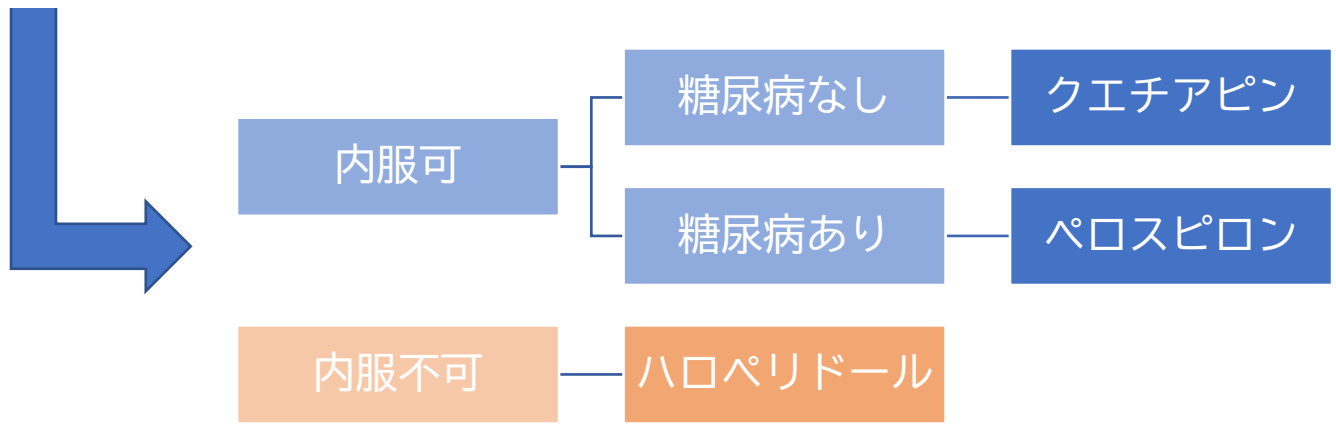 糖尿病なし
クエチアピン
内服可
糖尿病あり
ペロスピロン
内服不可
ハロペリドール